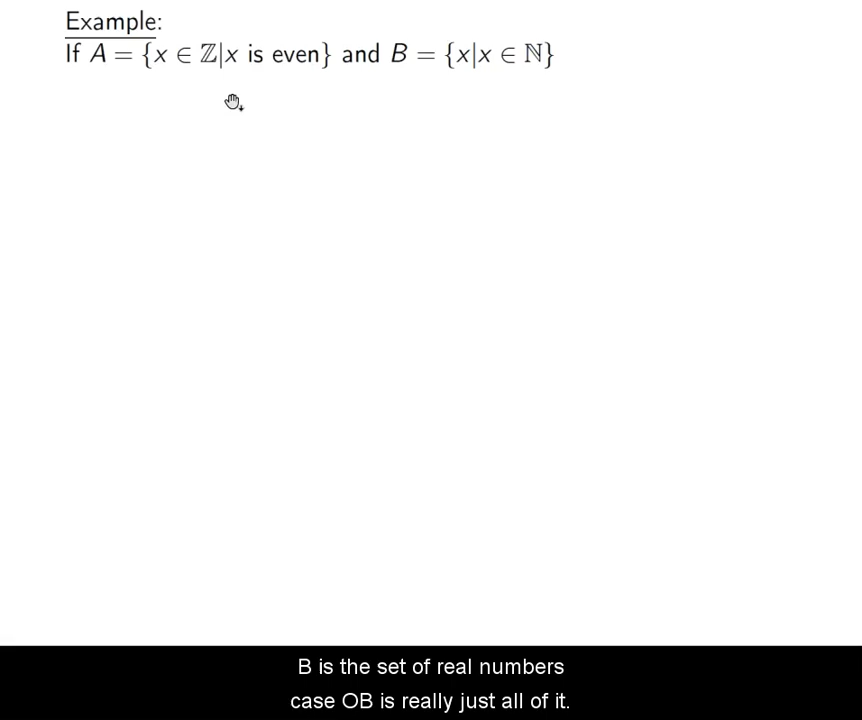 Example:
If A = {x ∈ ℤ|x is even} and B = {x|x ∈ ℕ}
B is the set of real numbers
case OB is really just all of it.